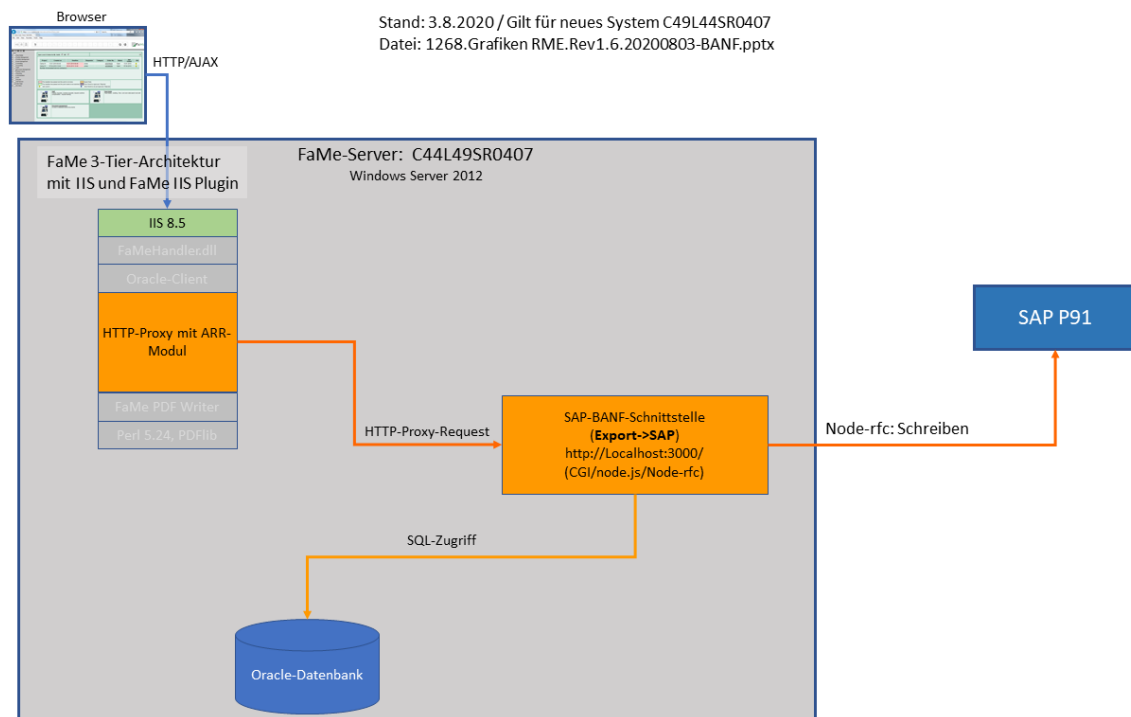 Browser
Stand: 3.8.2020 / Gilt für neues System C49L44SR0407
Datei: 1268.Grafiken RME.Rev1.6.20200803-BANF.pptx
HTTP/AJAX
FaMe 3-Tier-Architektur
mit IIS und FaMe IIS Plugin
FaMe-Server: C44L49SR0407
Windows Server 2012
IIS 8.5
FaMeHandler.dll
Oracle-Client
HTTP-Proxy mit ARR-
Modul
FaMe PDF Writer
Perl 5.24, PDFlib
HTTP-Proxy-Request
SAP-BANF-Schnittstelle
(Export->SAP)
http://Localhost:3000/
(CGI/node.js/Node-rfc)
Node-rfc: Schreiben
SAP P91
SQL-Zugriff
Oracle-Datenbank